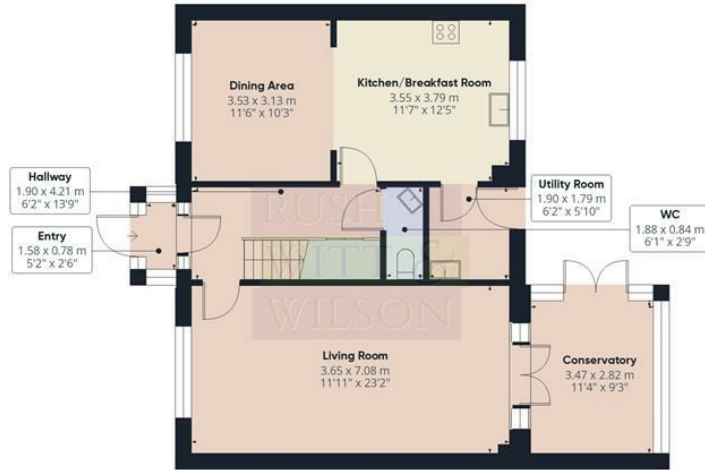 Dining Area
3.53 x 3.13 m
11'6" x 10'3"
Kitchen/Breakfast Room
3.55 x 3.79 m
11'7" x 12'5"
Hallway
1.90 x 4.21 m
6'2" x 13'9"
Entry
1.58 x 0.78 m
5'2" x 2'6"
Utility Room
1.90 x 1.79 m
6'2" x 5'10"
WC
1.88 x 0.84 m
6'1" x 2'9"
RUSH
WITT &
WILSON
Living Room
3.65 x 7.08 m
11'11" x 23'2"
Conservatory
3.47 x 2.82 m
11'4" x 9'3"